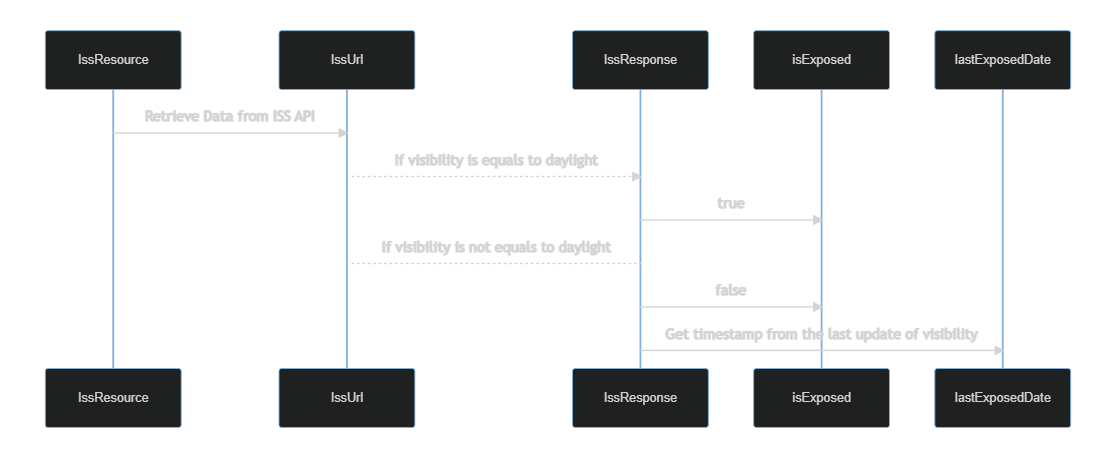 IssResource
IssUrl
IssResponse
isExposed
lastExposedDate
Retrieve Data from ISS API
If visibility is equals to daylight
true
If visibility is not equals to daylight
false
Get timestamp from the last update of visibility
IssResource
IssUrl
IssResponse
isExposed
lastExposedDate